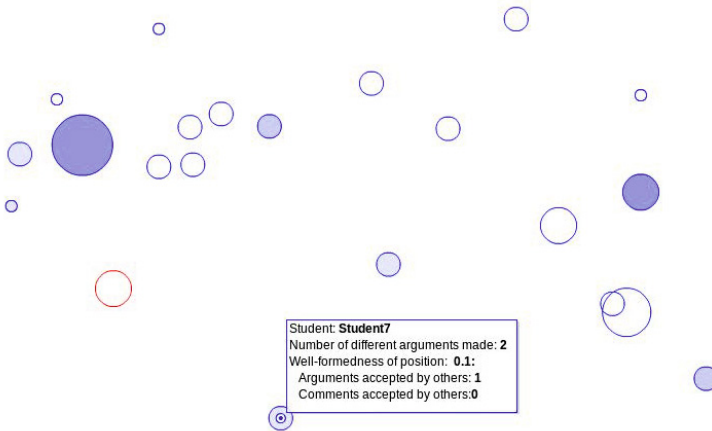 Student: Student7
Number of different arguments made: 2
Well-formedness of position: 0.1:
Arguments accepted by others: 1
Comments accepted by others:0